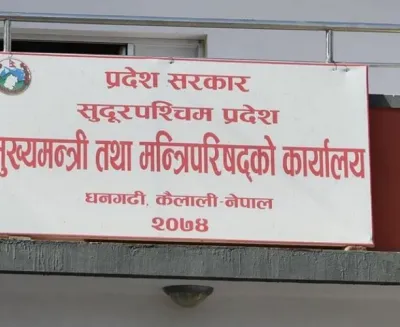 प्रदेश सरकार
सुदूरपश्चिम प्रदेश
मुख्यमन्त्री तथा मन्त्रिपरिषद्को कार्यालय
धनगढी, कैलाली-नेपाल
२०७४